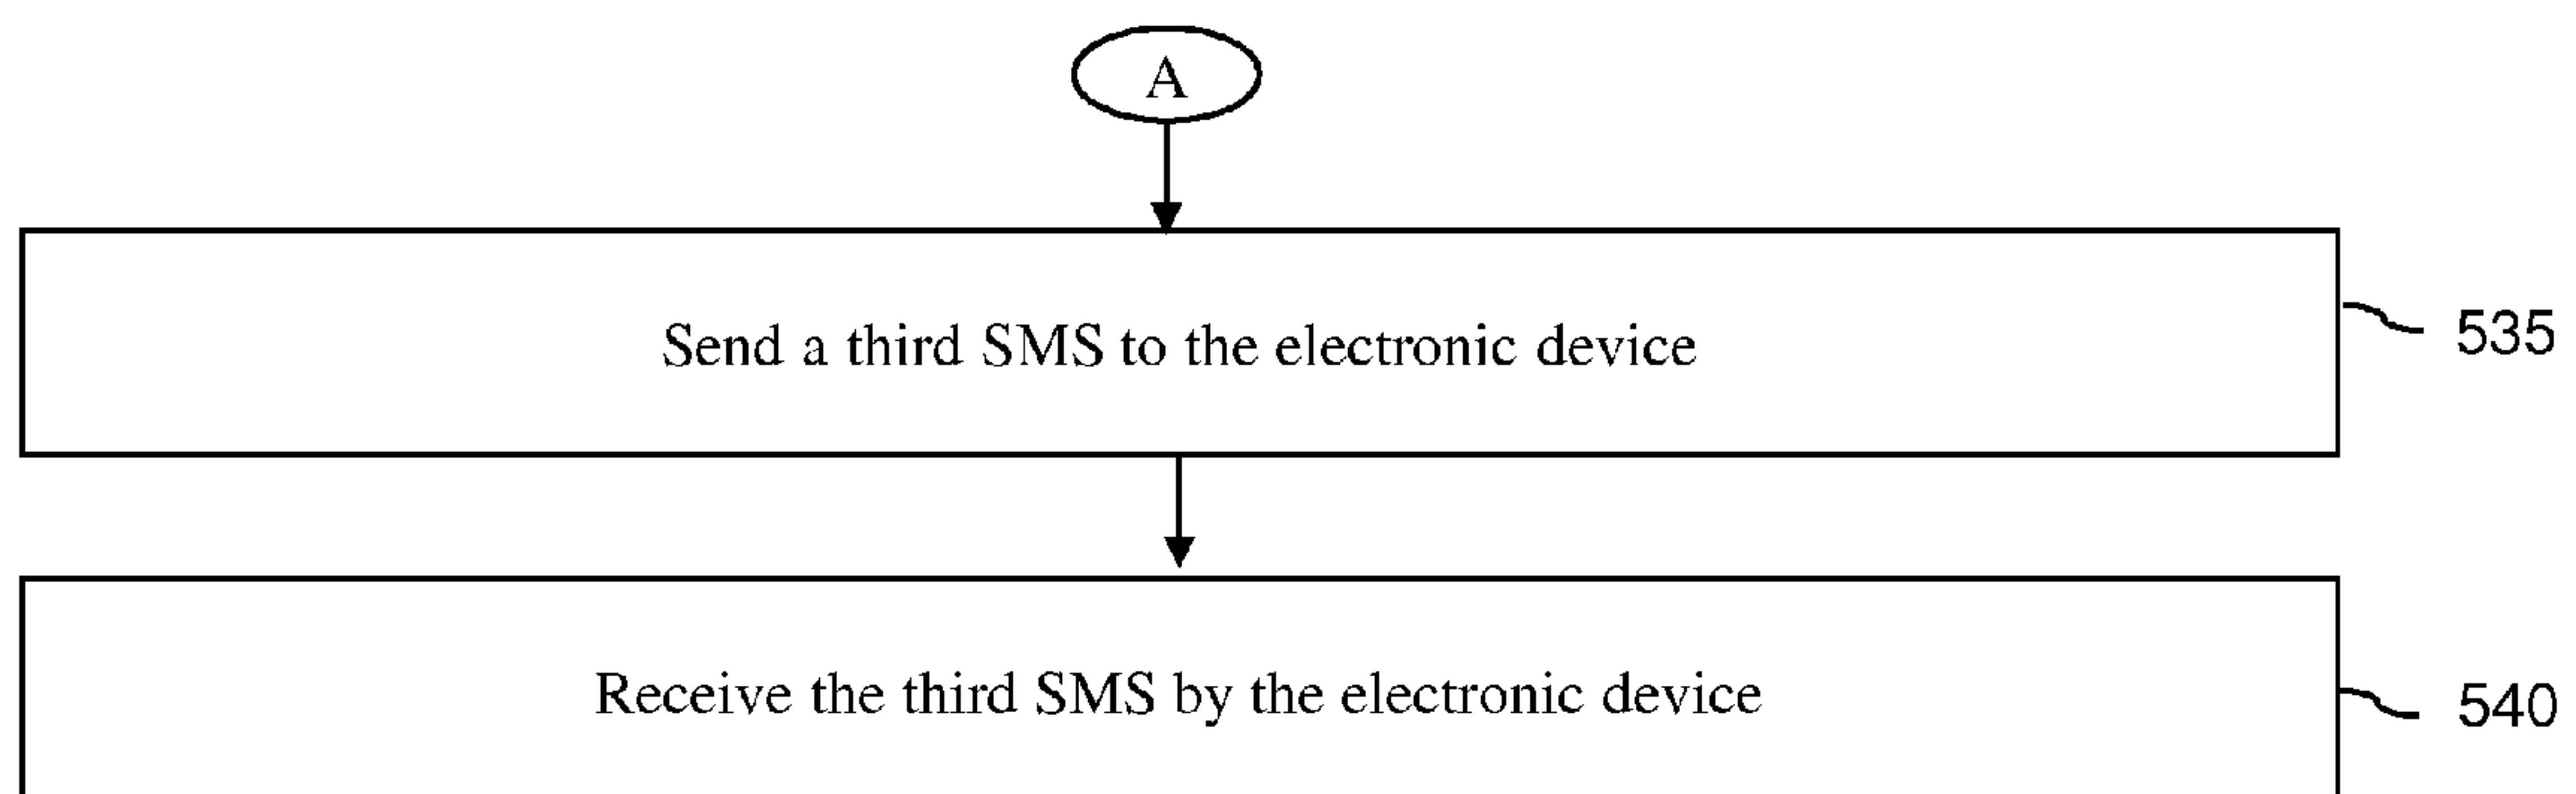 A
Send a third SMS to the electronic device
535
Receive the third SMS by the electronic device
540